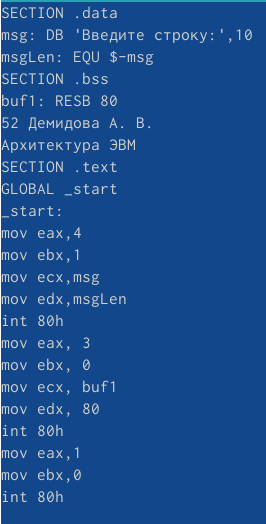 SECTION .data
msg: DB 'Введите строку:',10
msgLen: EQU $-msg
SECTION .bss
buf1: RESB 80
52 Демидова А. В.
Архитектура ЭВМ
SECTION .text
GLOBAL _start
_start:
mov eax,4
mov ebx,1
mov ecx,msg
mov edx,msgLen
int 80h
mov eax, 3
mov ebx, 0
mov ecx, buf1
mov edx, 80
int 80h
mov eax,1
mov ebx,0
int 80h